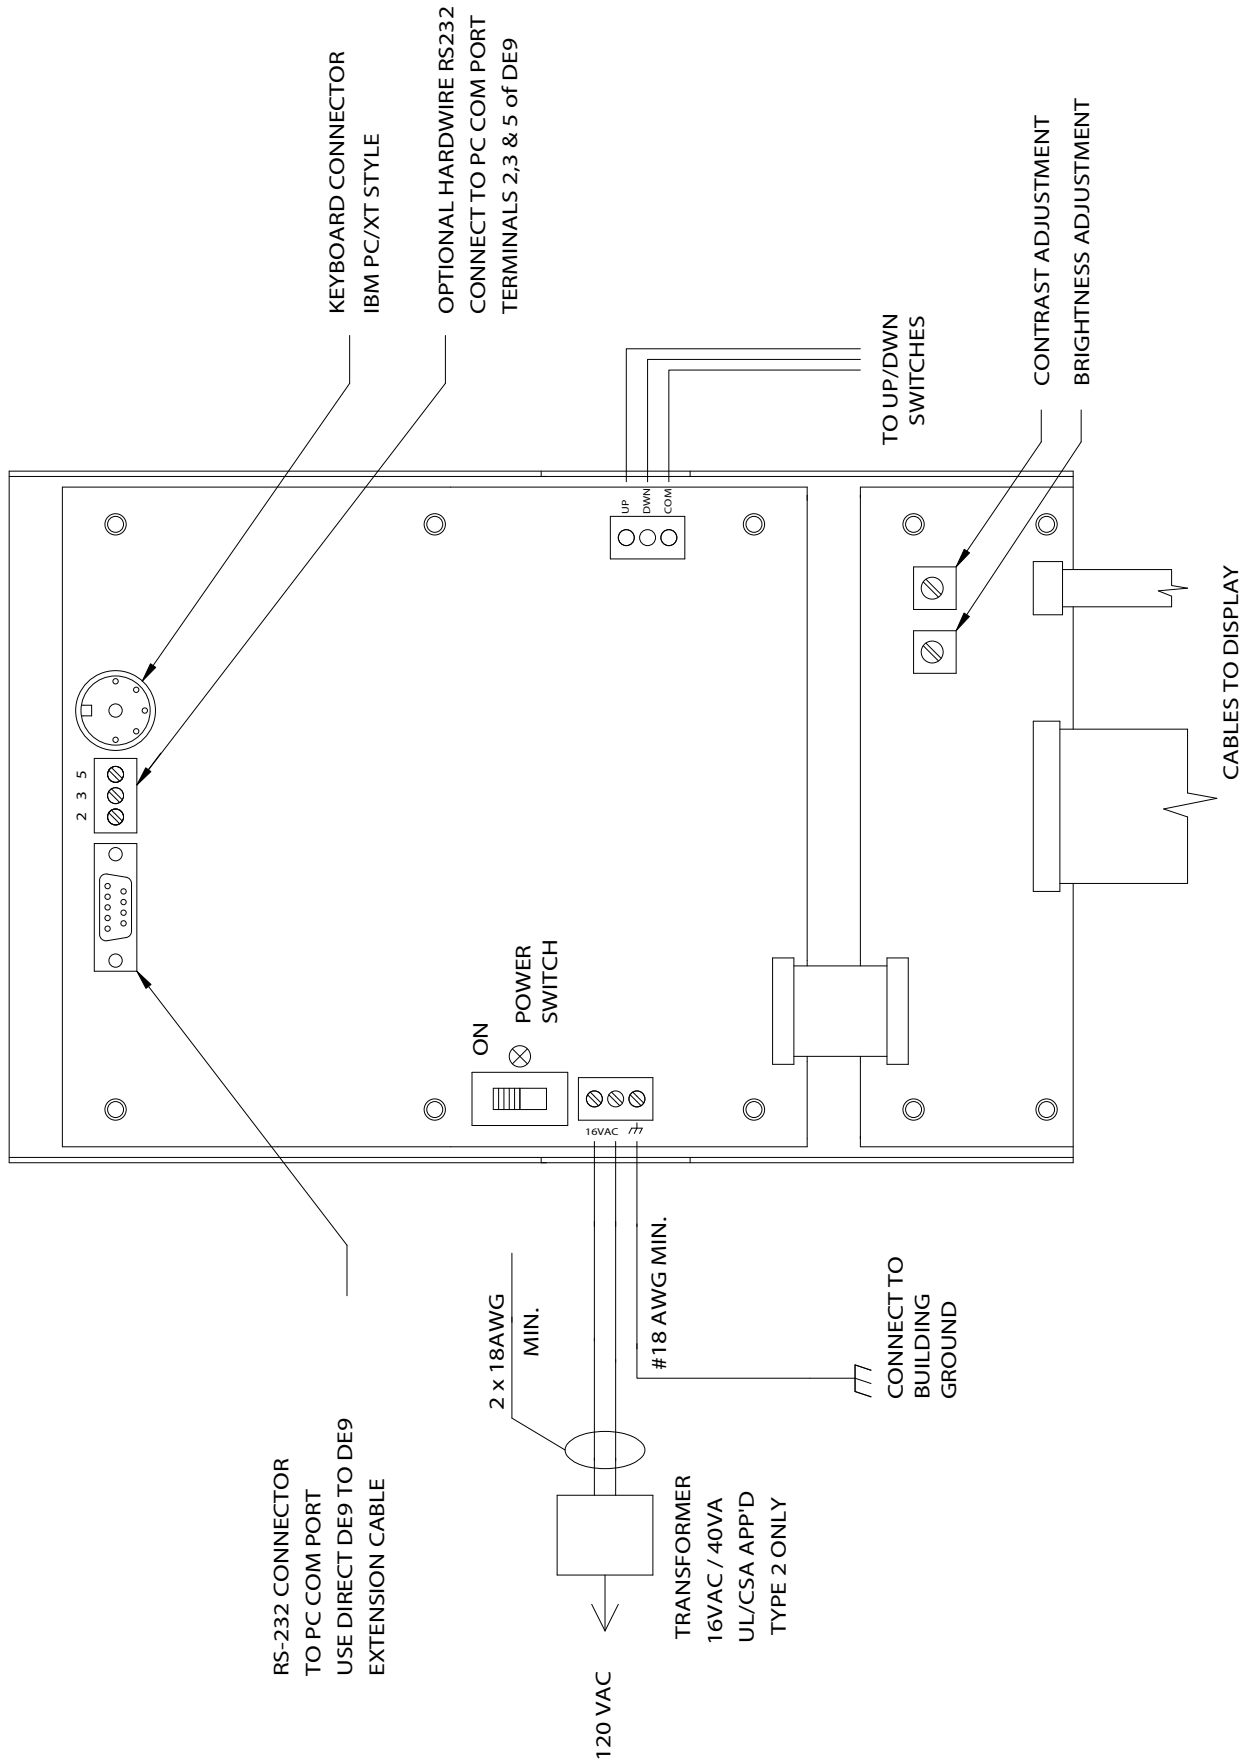 RS-232 CONNECTOR
TO PC COM PORT
USE DIRECT DE9 TO DE9
EXTENSION CABLE
2 3 5
KEYBOARD CONNECTOR
IBM PC/XT STYLE
OPTIONAL HARDWIRE RS232
CONNECT TO PC COM PORT
TERMINALS 2,3 & 5 of DE9
ON
POWER
SWITCH
16VAC
2 x 18AWG
MIN.
#18 AWG MIN.
120 VAC
TRANSFORMER
16VAC / 40VA
UL/CSA APP'D
TYPE 2 ONLY
CONNECT TO
BUILDING
GROUND
UP
DWN
COM
TO UP/DWN
SWITCHES
CONTRAST ADJUSTMENT
BRIGHTNESS ADJUSTMENT
CABLES TO DISPLAY